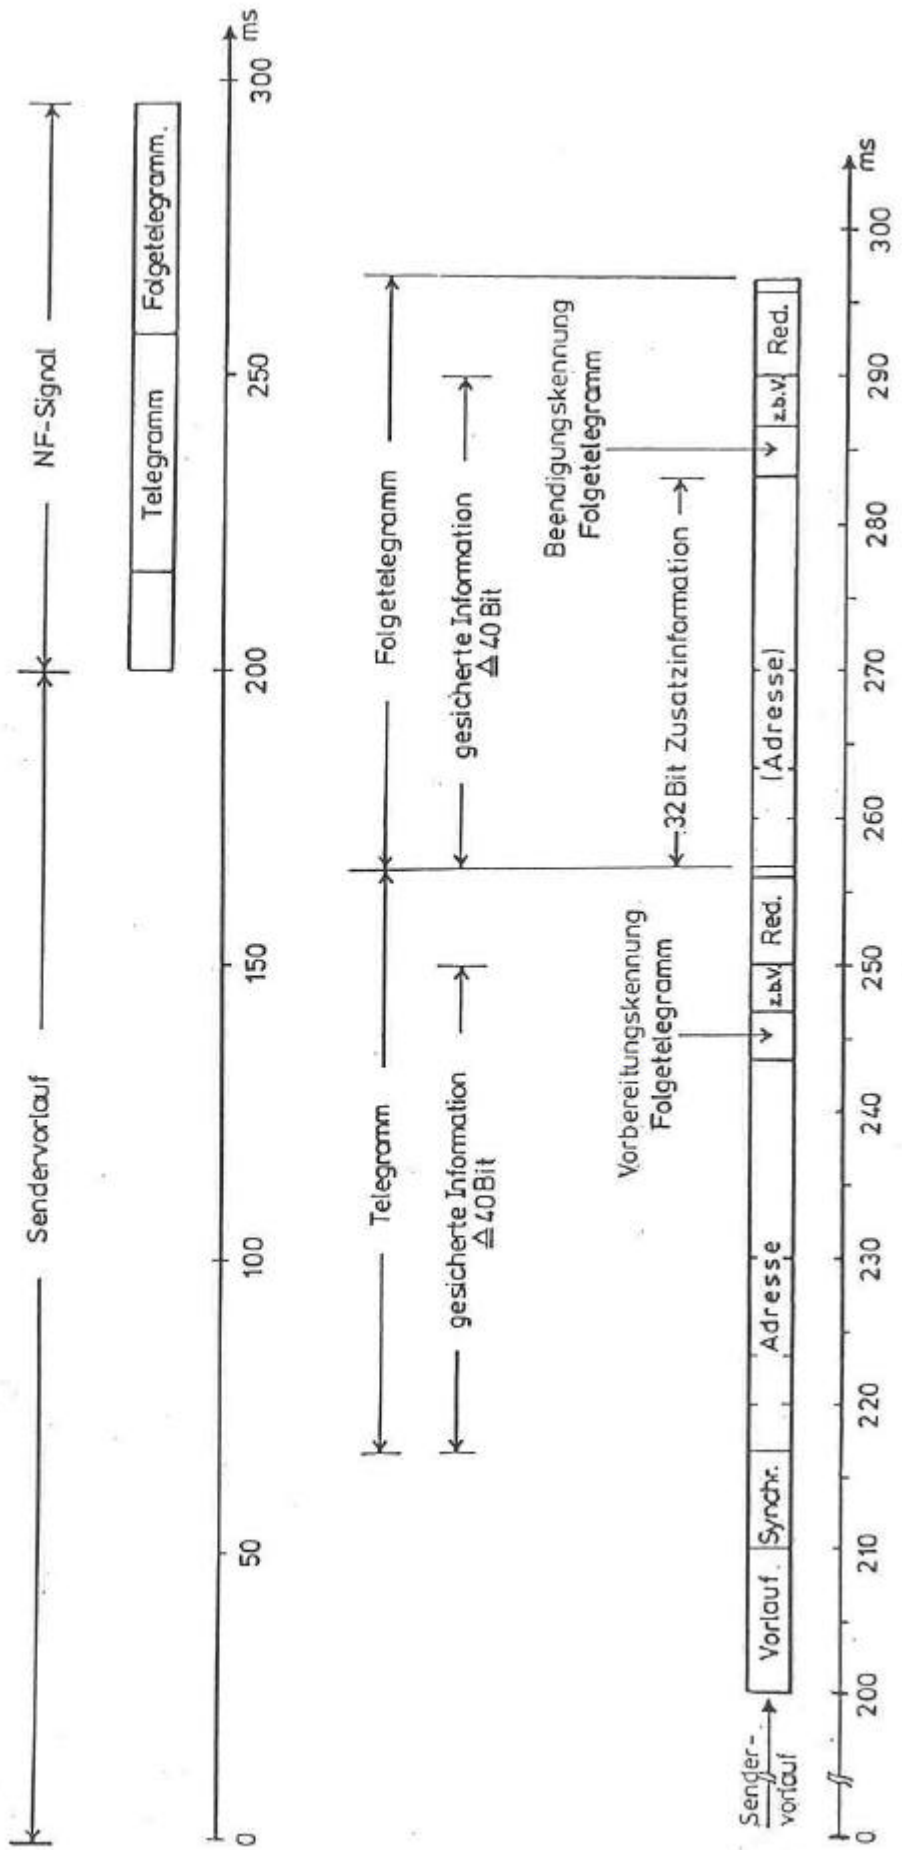 Sendervorlauf
NF-Signal
Telegramm
Folgetelegramm.
0
50
100
150
200
250
300
ms
Telegramm
Folgetelegramm
gesicherte Information
≙ 40 Bit
gesicherte Information
≙ 40 Bit
Vorbereitungskennung
Folgetelegramm
Beendigungskennung
Folgetelegramm
32 Bit Zusatzinformation
Sender-
vorlauf
Vorlauf.
Synchr.
Adresse
z.b.V.
Red.
(Adresse)
z.b.V.
Red.
0
200
210
220
230
240
250
260
270
280
290
300
ms